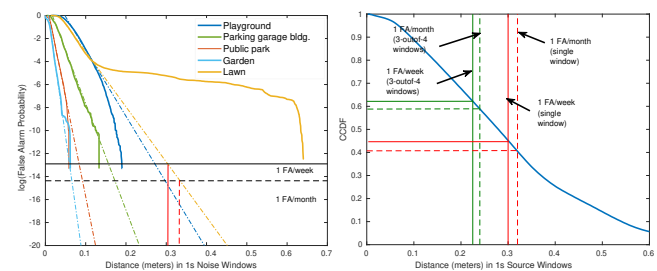 log(False Alarm Probability)
0
-2
-4
-6
-8
-10
-12
-14
-16
-18
-20
Playground
Parking garage bldg.
Public park
Garden
Lawn
1 FA/week
1 FA/month
0 0.1 0.2 0.3 0.4 0.5 0.6 0.7
Distance (meters) in 1s Noise Windows
CCDF
1
0.9
0.8
0.7
0.6
0.5
0.4
0.3
0.2
0.1
0
1 FA/month
(3-outof-4
windows)
1 FA/month
(single
window)
1 FA/week
(3-outof-4
windows)
1 FA/week
(single
window)
0 0.1 0.2 0.3 0.4 0.5 0.6
Distance (meters) in 1s Source Windows